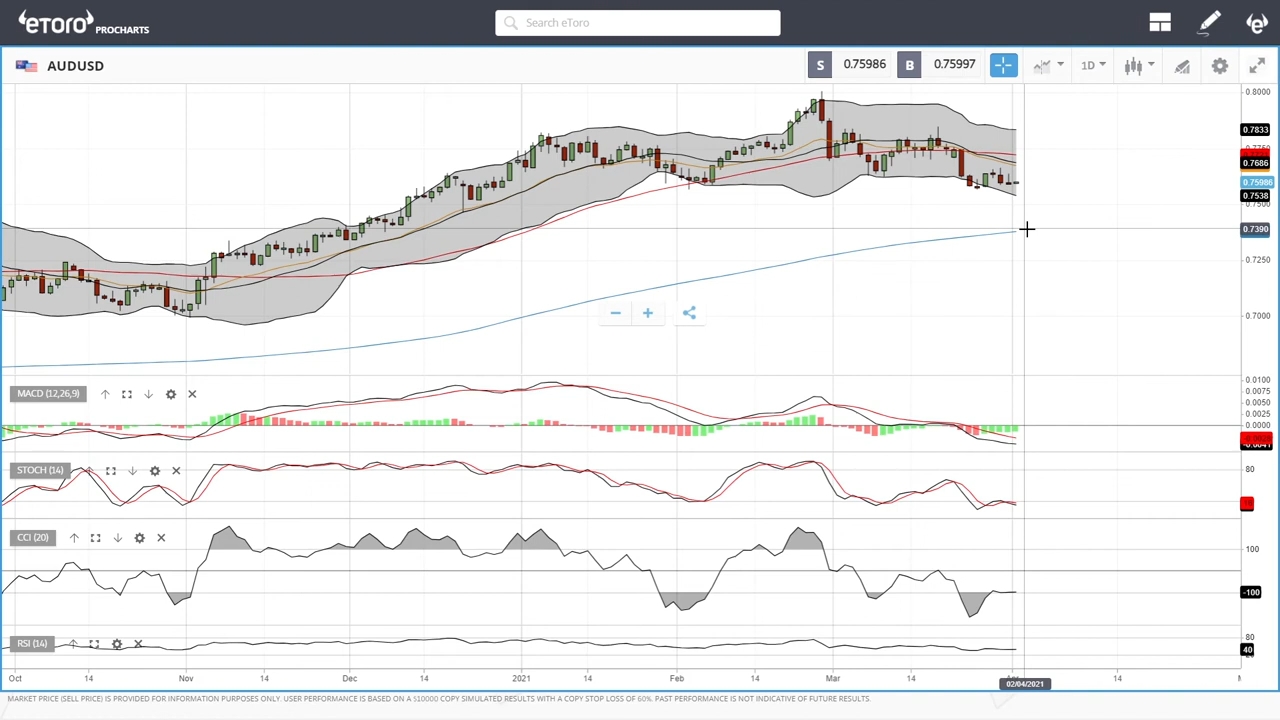 eToro PROCHARTS
Search eToro
AUDUSD
S 0.75986 B 0.75997
1D
0.8000
0.7833
0.7686
0.75986
0.7538
0.7500
0.7390
0.7250
0.7000
MACD (12,26,9)
0.0100
0.0075
0.0050
0.0025
0.0000
STOCH (14)
80
CCI (20)
100
-100
RSI (14)
80
40
Oct 14 Nov 14 Dec 14 2021 14 Feb 14 Mar 14 14
02/04/2021
MARKET PRICE (SELL PRICE) IS PROVIDED FOR INFORMATION PURPOSES ONLY. USER PERFORMANCE IS BASED ON A $10000 COPY SIMULATED RESULTS WITH A COPY STOP LOSS OF 60%. PAST PERFORMANCE IS NOT INDICATIVE OF FUTURE RESULTS.